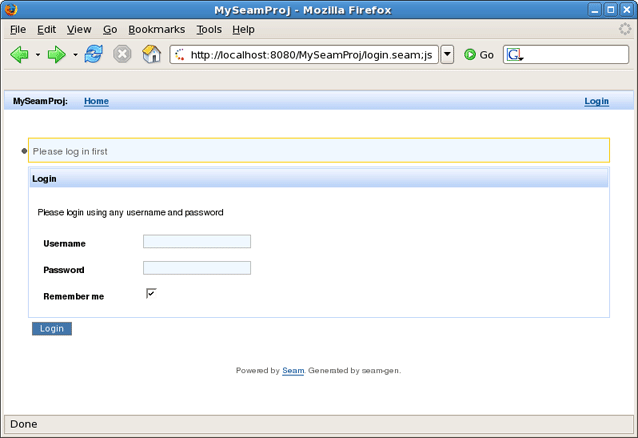 MySeamProj - Mozilla Firefox
File Edit View Go Bookmarks Tools Help
http://localhost:8080/MySeamProj/login.seam;js Go G
MySeamProj: Home Login
Please log in first
Login
Please login using any username and password
Username
Password
Remember me
Login
Powered by Seam. Generated by seam-gen.
Done